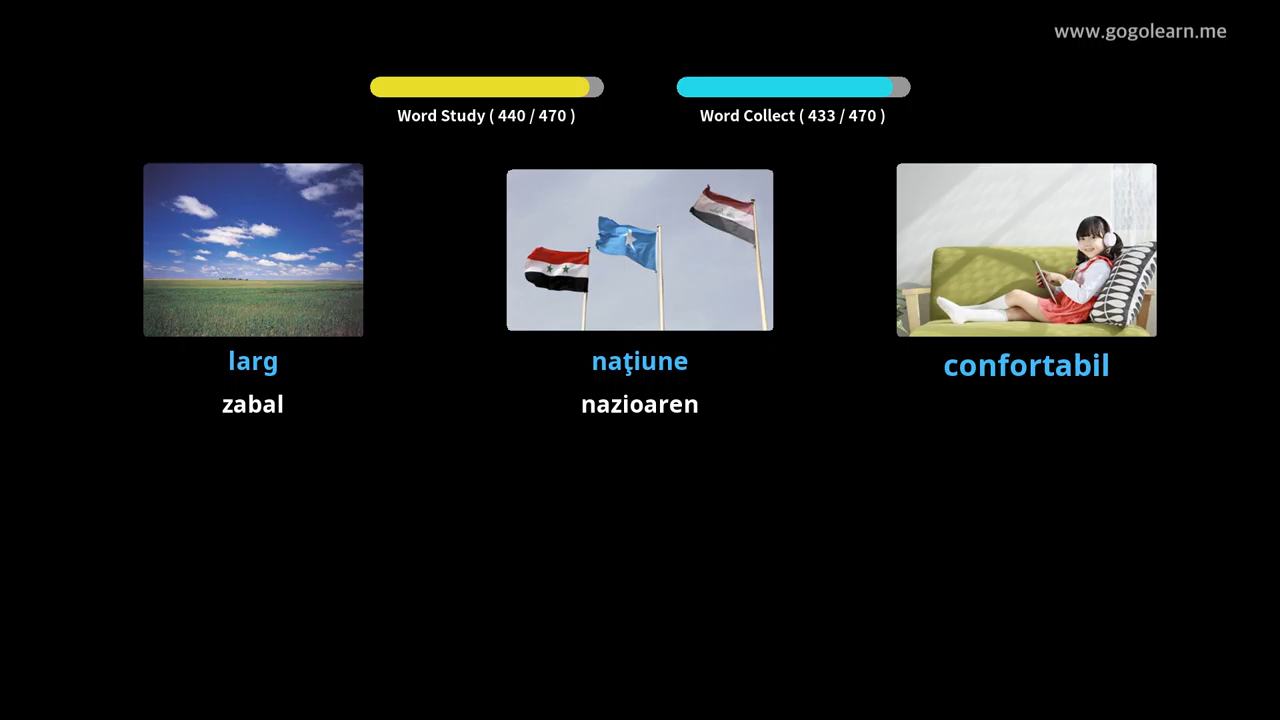 www.gogolearn.me
Word Study ( 440 / 470 )
Word Collect ( 433 / 470 )
larg
naţiune
confortabil
zabal
nazioaren